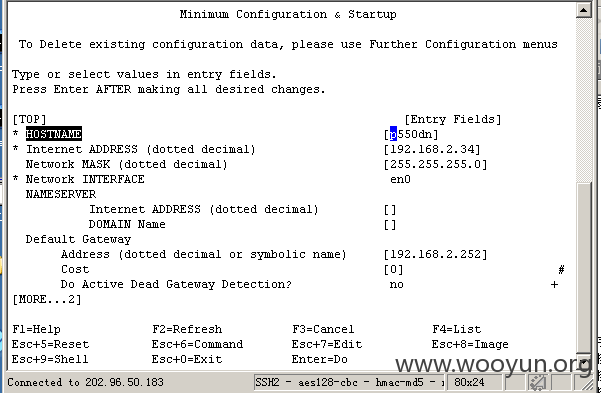 Minimum Configuration & Startup
To Delete existing configuration data, please use Further Configuration menus
Type or select values in entry fields.
Press Enter AFTER making all desired changes.
[TOP] [Entry Fields]
* HOSTNAME [p550dn]
* Internet ADDRESS (dotted decimal) [192.168.2.34]
Network MASK (dotted decimal) [255.255.255.0]
* Network INTERFACE en0
NAMESERVER
Internet ADDRESS (dotted decimal) []
DOMAIN Name []
Default Gateway
Address (dotted decimal or symbolic name) [192.168.2.252]
Cost [0] #
Do Active Dead Gateway Detection? no +
[MORE...2]
F1=Help F2=Refresh F3=Cancel F4=List
Esc+5=Reset Esc+6=Command Esc+7=Edit Esc+8=Image
Esc+9=Shell Esc+0=Exit Enter=Do
www.wooyun.org
Connected to 202.96.50.183 SSH2 - aes128-cbc - hmac-md5 - 80x24